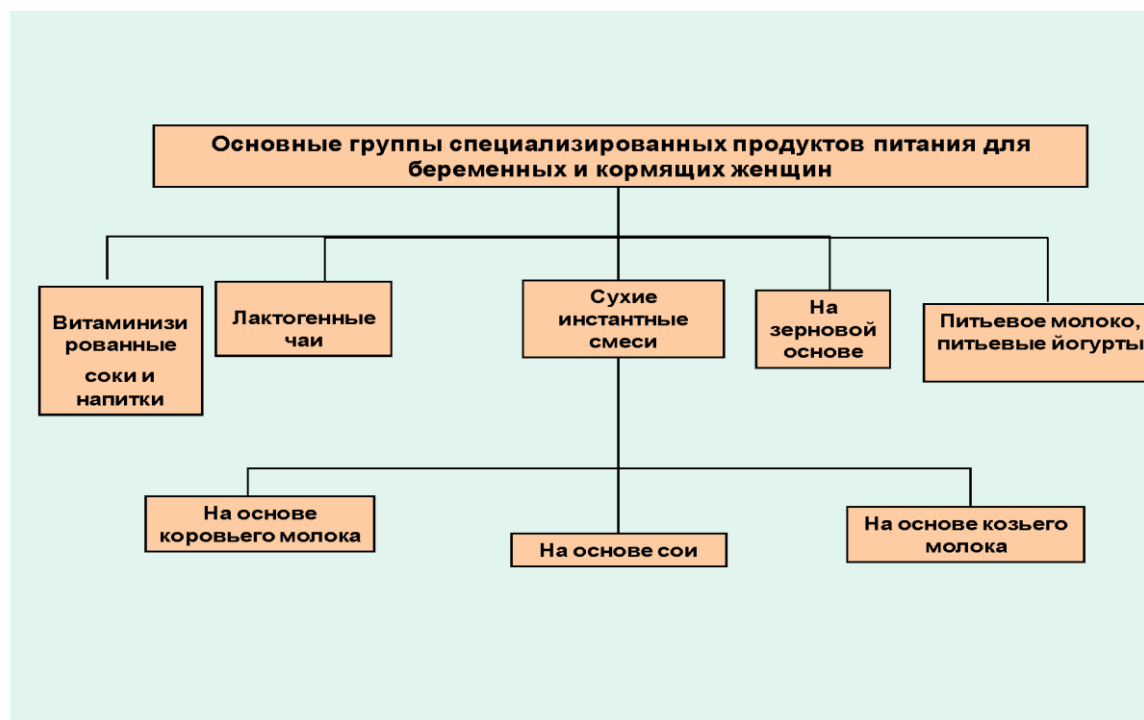 Основные группы специализированных продуктов питания для
беременных и кормящих женщин
Витаминизи
рованные
соки и
напитки
Лактогенные
чаи
Сухие
инстантные
смеси
На
зерновой
основе
Питьевое молоко,
питьевые йогурты
На основе
коровьего молока
На основе сои
На основе козьего
молока